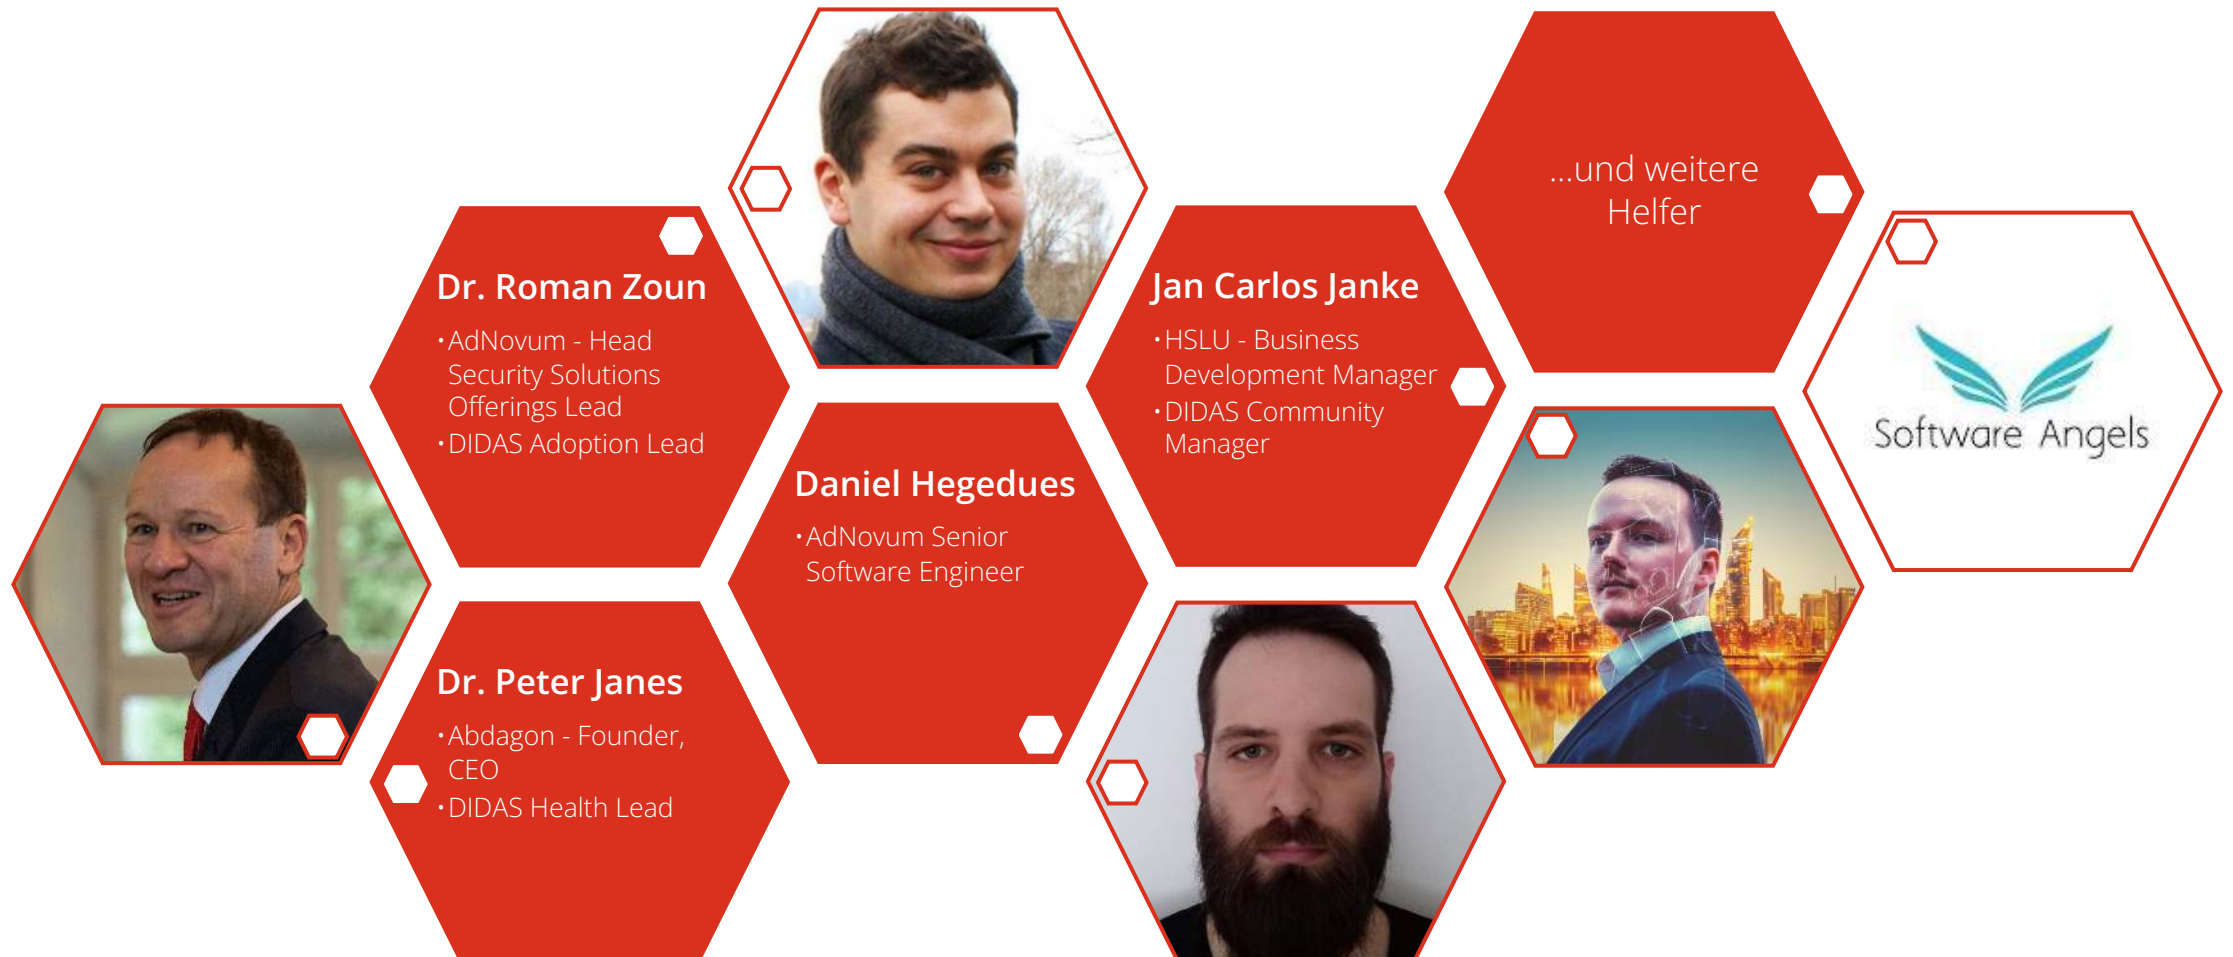 Dr. Roman Zoun
•AdNovum - Head
Security Solutions
Offerings Lead
•DIDAS Adoption Lead
Dr. Peter Janes
•Abdagon - Founder,
CEO
•DIDAS Health Lead
Daniel Hegedues
•AdNovum Senior
Software Engineer
Jan Carlos Janke
•HSLU - Business
Development Manager
•DIDAS Community
Manager
...und weitere
Helfer
Software Angels